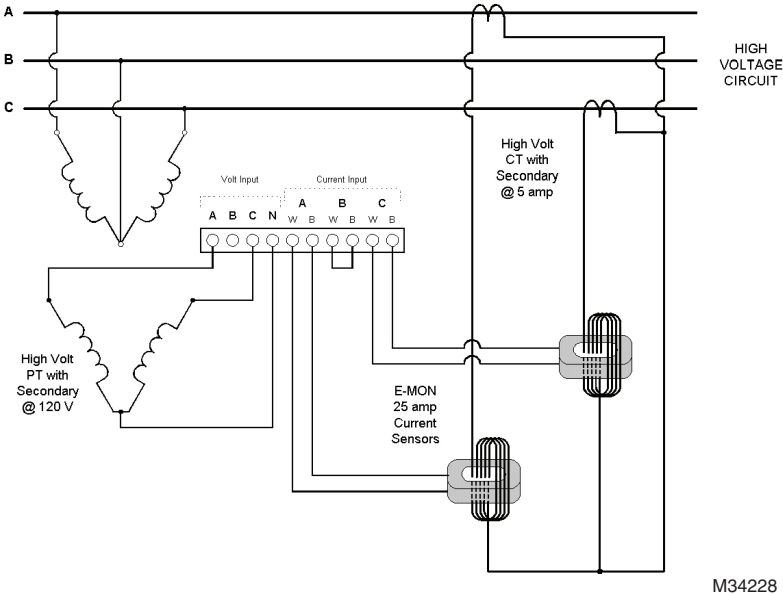 A
B
C
HIGH
VOLTAGE
CIRCUIT
High Volt
CT with
Secondary
@ 5 amp
Volt Input
Current Input
A B C
A B C N W B W B W B
High Volt
PT with
Secondary
@ 120 V
E-MON
25 amp
Current
Sensors
M34228